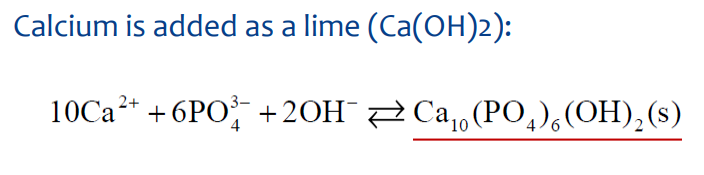 Calcium is added as a lime (Ca(OH)2):
10Ca²⁺ + 6PO₄³⁻ + 2OH⁻ ⇌ Ca₁₀(PO₄)₆(OH)₂(s)